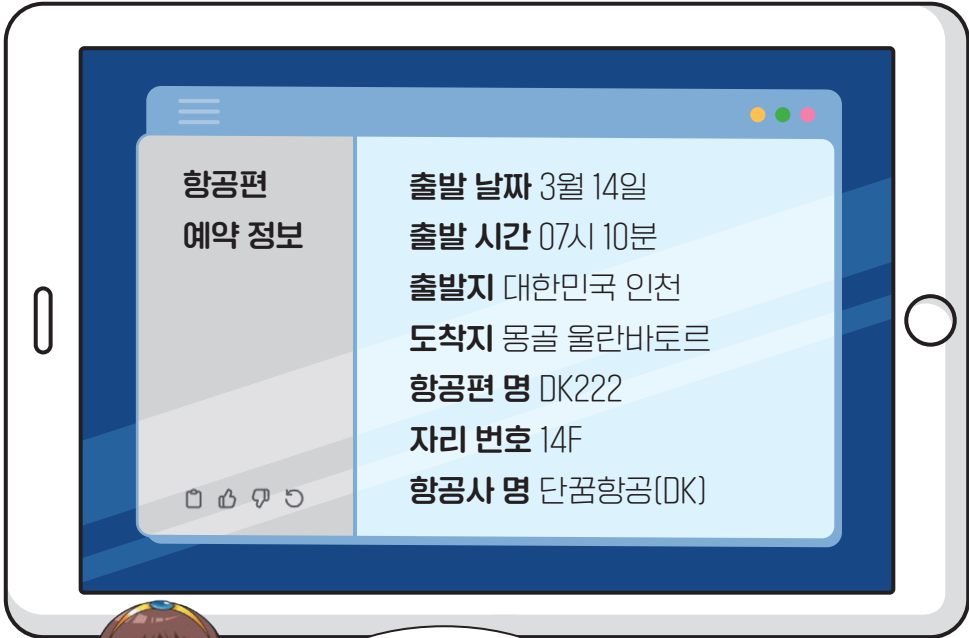 항공편
예약 정보
출발 날짜 3월 14일
출발 시간 07시 10분
출발지 대한민국 인천
도착지 몽골 울란바토르
항공편 명 DK222
자리 번호 14F
항공사 명 단꿈항공(DK)